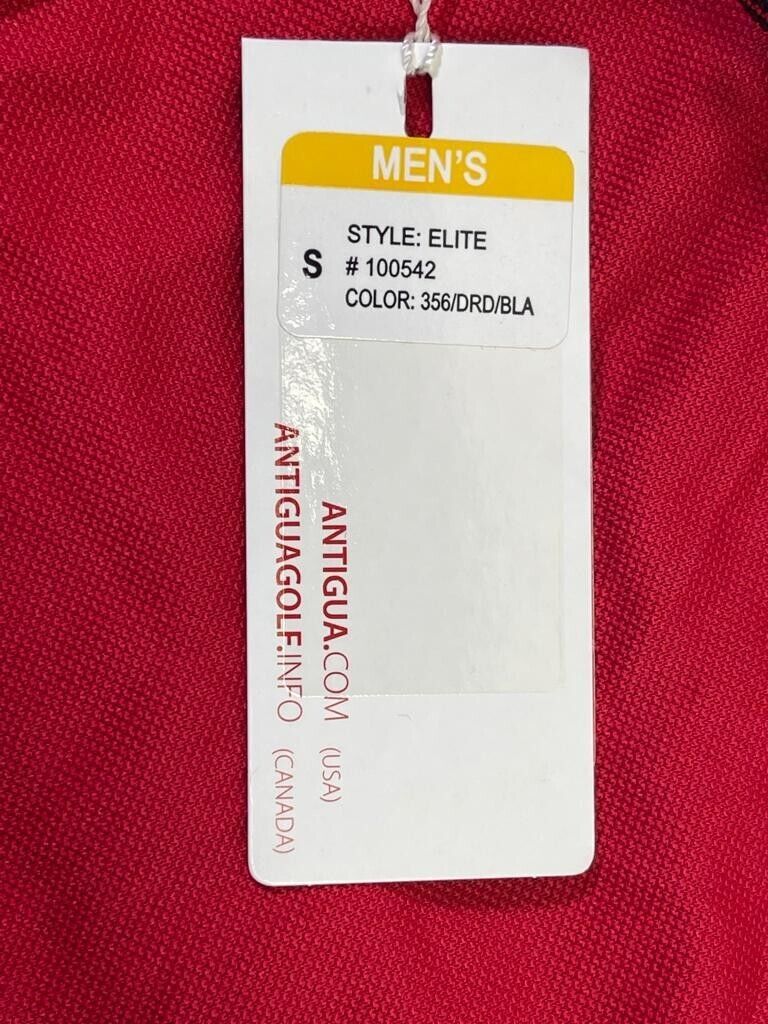 MEN'S
S
STYLE: ELITE
# 100542
COLOR: 356/DRD/BLA
ANTIGUA.COM (USA)
ANTIGUAGOLF.INFO (CANADA)